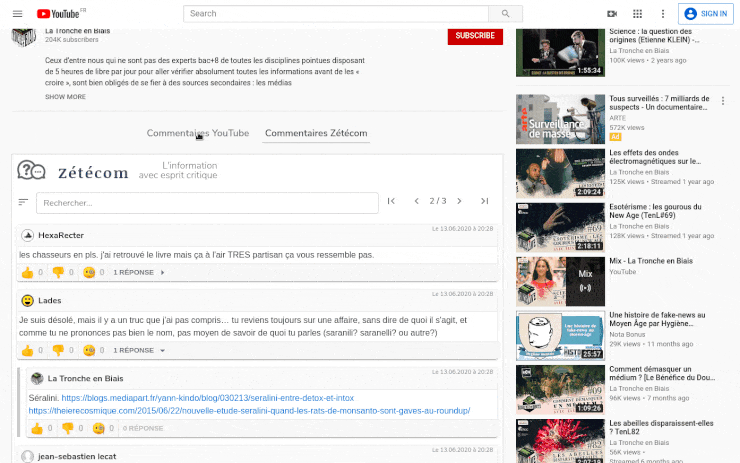 YouTube FR
Search
SIGN IN
La Tronche en Biais
204K subscribers
SUBSCRIBE
Ceux d'entre nous qui ne sont pas des experts bac+8 de toutes les disciplines pointues disposant
de 5 heures de libre par jour pour aller vérifier absolument toutes les informations avant de les «
croire », sont bien obligés de se fier à des sources secondaires : les médias
SHOW MORE
Commentaires YouTube
Commentaires Zétécom
zétécom
L'information
avec esprit critique
Rechercher...
2 / 3
HexaRecter
Le 13.06.2020 à 20:28
les chasseurs en pls. j'ai retrouvé le livre mais ça à l'air TRES partisan ça vous ressemble pas.
0 0 0 1 RÉPONSE
Lades
Le 13.06.2020 à 20:28
Je suis désolé, mais il y a un truc que j'ai pas compris… tu reviens toujours sur une affaire, sans dire de quoi il s'agit, et
comme tu ne prononces pas bien le nom, pas moyen de savoir de quoi tu parles (saranili? saranelli? ou autre?)
0 0 0 1 RÉPONSE
La Tronche en Biais
Le 13.06.2020 à 20:28
Séralini. https://blogs.mediapart.fr/yann-kindo/blog/030213/seralini-entre-detox-et-intox
https://theierecosmique.com/2015/06/22/nouvelle-etude-seralini-quand-les-rats-de-monsanto-sont-gaves-au-roundup/
0 0 0 0 RÉPONSE
jean-sebastien lecat
Le 13.06.2020 à 20:28
Science : la question des
origines (Etienne KLEIN) -...
La Tronche en Biais
100K views • 2 years ago
1:55:34
Tous surveillés : 7 milliards de
suspects - Un documentaire...
ARTE
572K views
Ad
arte
Surveillance
de masse
Les effets des ondes
électromagnétiques sur le...
La Tronche en Biais
125K views • Streamed 1 year ago
2:09:24
Esotérisme : les gourous du
New Age (TenL#69)
La Tronche en Biais
128K views • Streamed 1 year ago
2:18:11
Mix - La Tronche en Biais
YouTube
Mix
Une histoire de fake-news au
Moyen Âge par Hygiène...
Nota Bonus
29K views • 11 months ago
25:57
Comment démasquer un
médium ? [Le Bénéfice du Dou...
La Tronche en Biais
96K views • 7 months ago
#09
1:09:26
Les abeilles disparaissent-elles
? TenL82
La Tronche en Biais
56K views •
Streamed 6 months ago